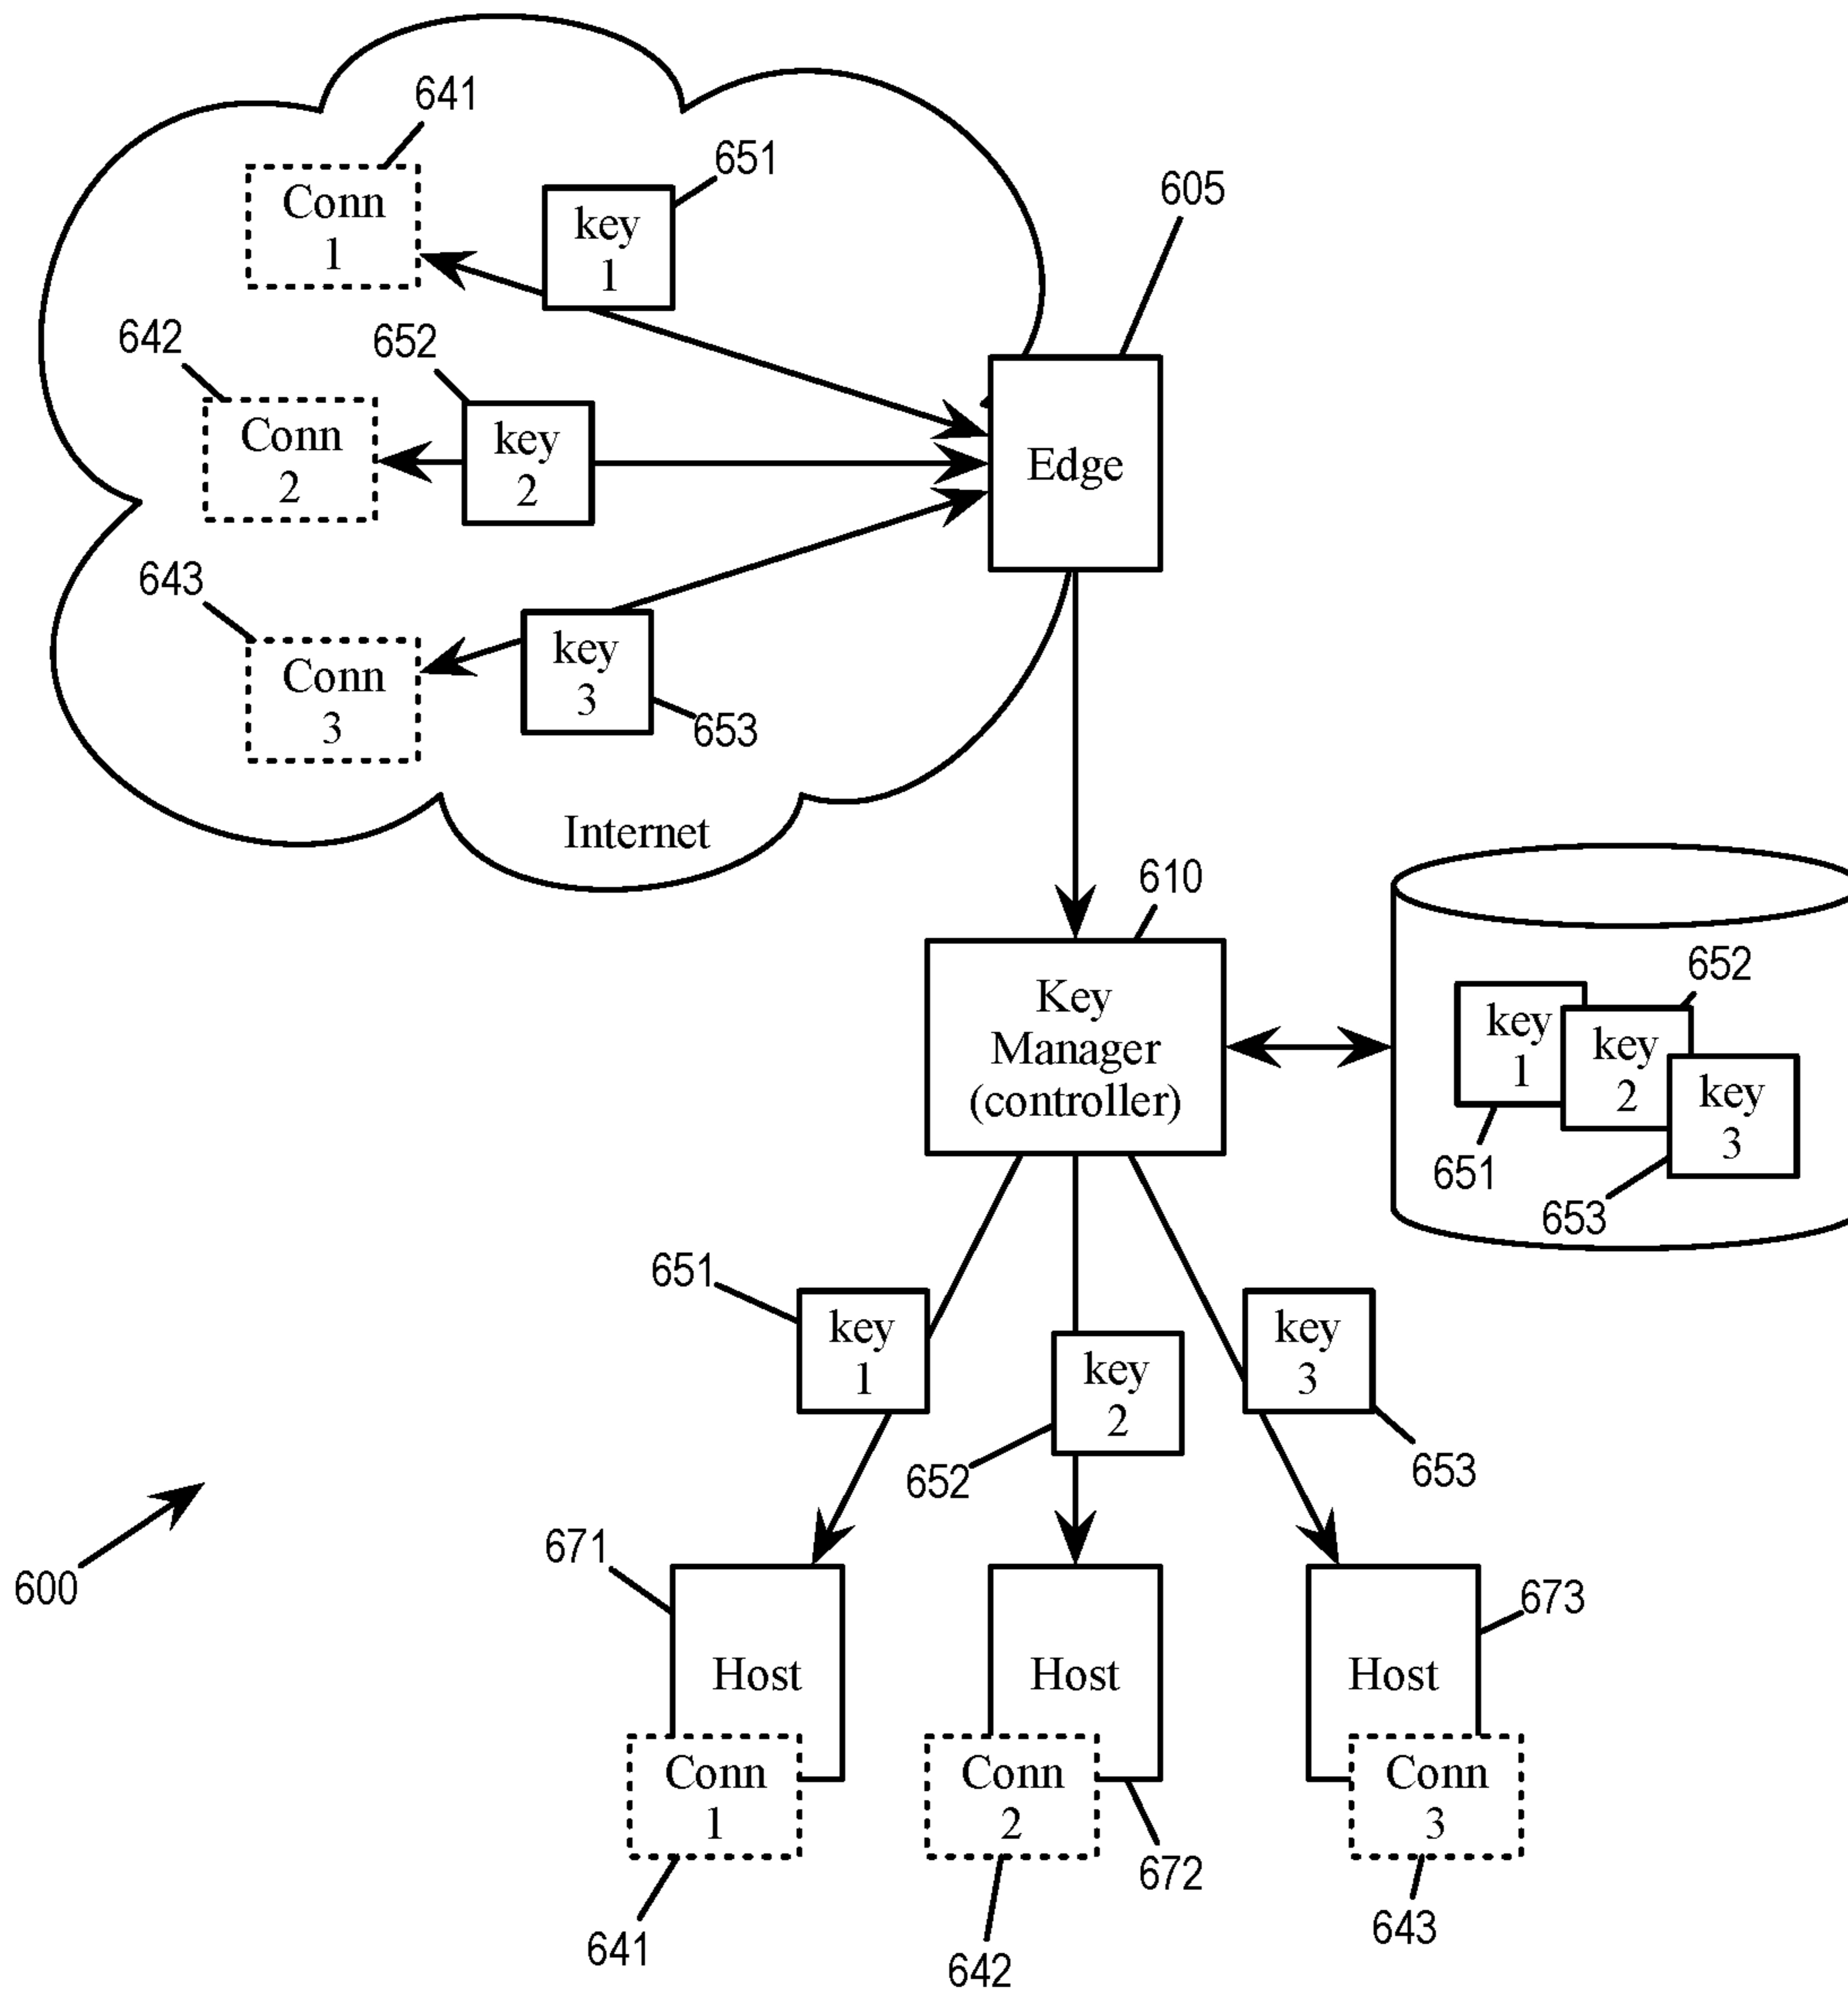 641
Conn
1
651
key
1
605
642
Conn
2
652
key
2
Edge
643
Conn
3
key
3
653
Internet
610
Key
Manager
(controller)
652
key
1
key
2
key
3
651
653
651
key
1
key
2
652
key
3
653
600
671
Host
Host
Host
673
Conn
1
Conn
2
Conn
3
672
641
642
643